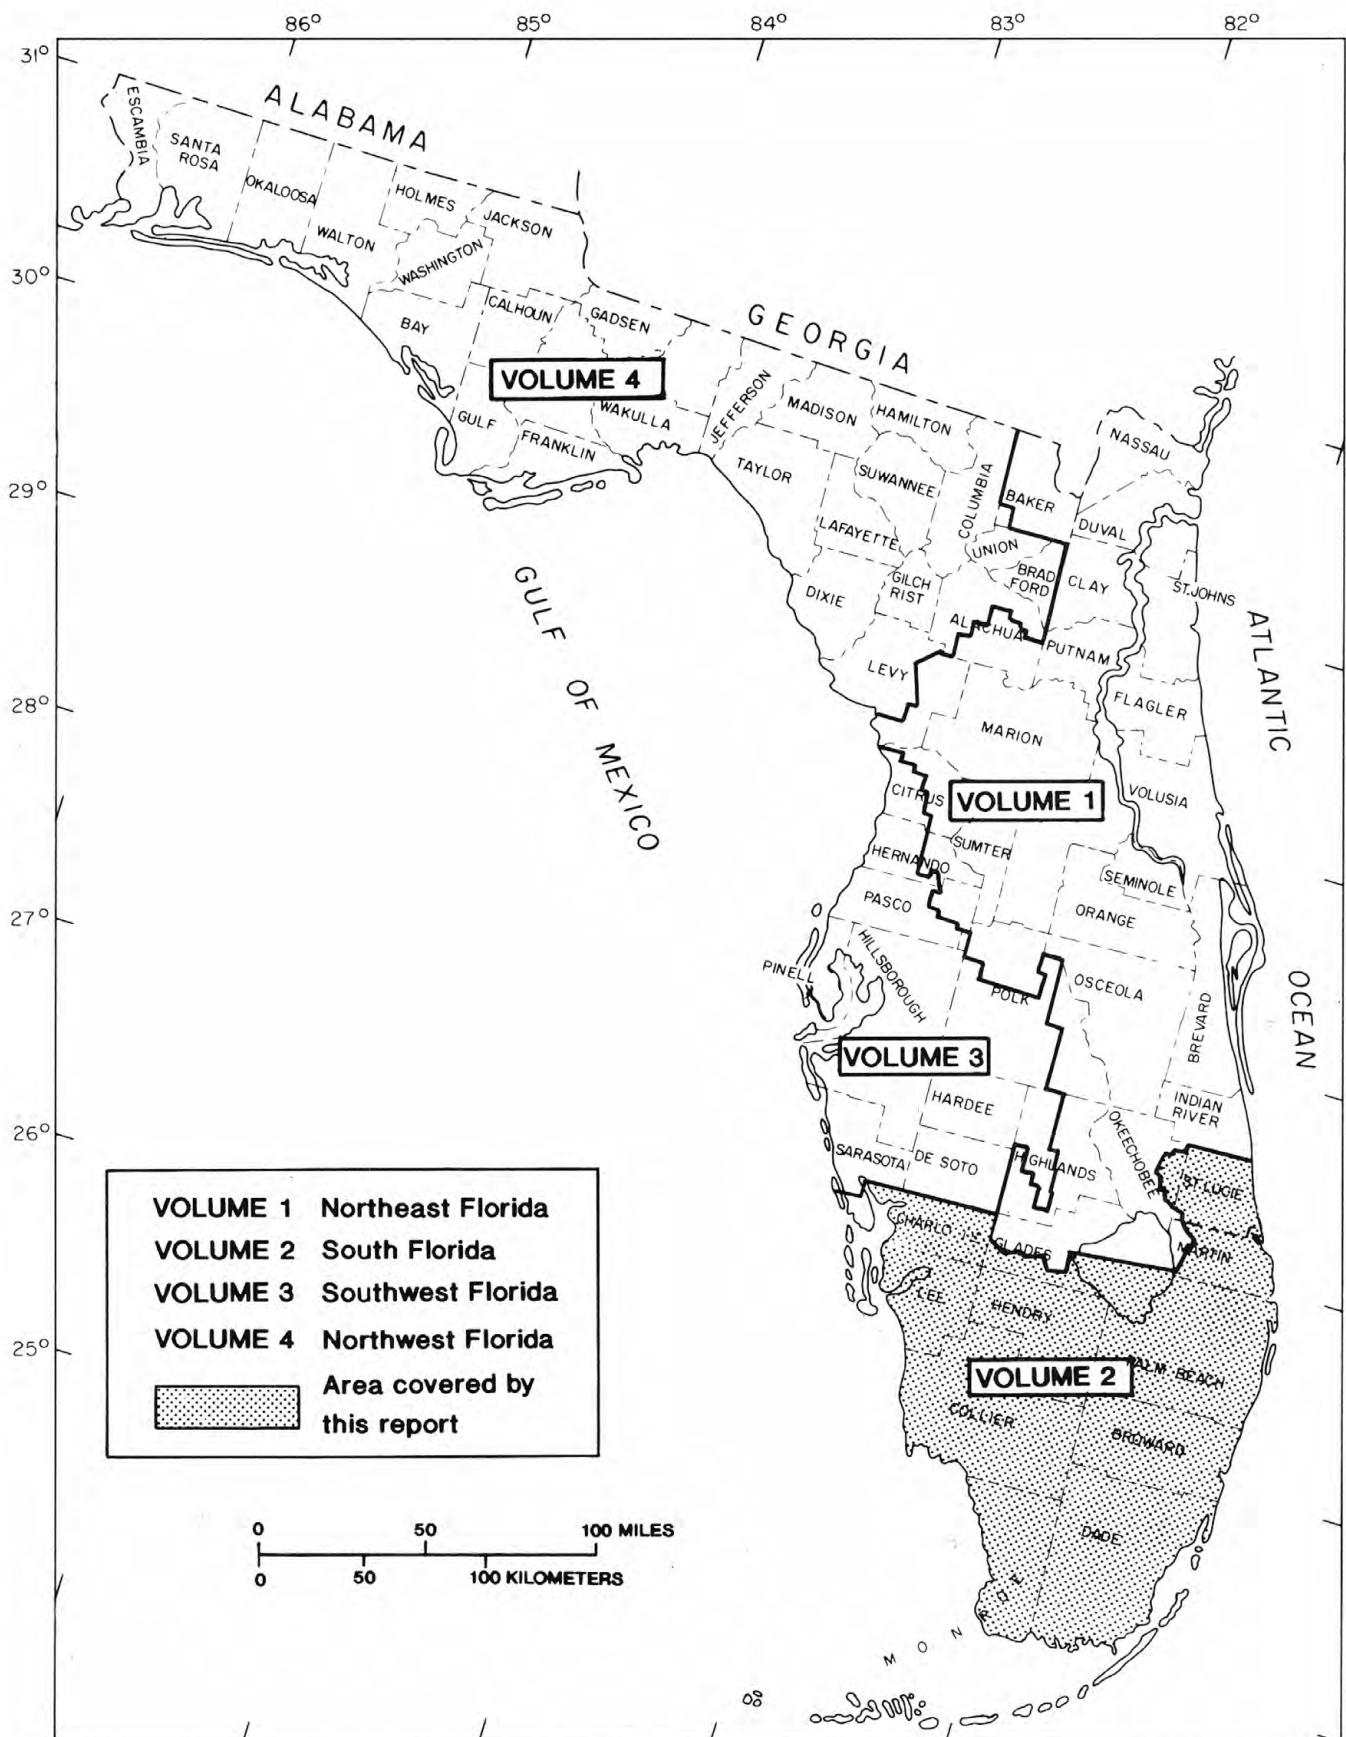 86° 85° 84° 83° 82°
31°
ALABAMA
ESCAMBIA
SANTA
ROSA
OKALOOSA
HOLMES
JACKSON
WALTON
WASHINGTON
30°
CALHOUN
GADSEN
BAY
GEORGIA
VOLUME 4
JEFFERSON
MADISON
HAMILTON
WAKULLA
GULF
FRANKLIN
NASSAU
TAYLOR
SUWANNEE
COLUMBIA
BAKER
29°
DUVAL
LAFAYETTE
UNION
BRAD
FORD
CLAY
GILCH
RIST
DIXIE
ST. JOHNS
ALACHUA
PUTNAM
LEVY
GULF OF MEXICO
ATLANTIC
28°
FLAGLER
MARION
CITRUS
VOLUME 1
VOLUSIA
SUMTER
HERNANDO
SEMINOLE
PASCO
ORANGE
27°
HILLSBOROUGH
PINELL
OSCEOLA
POLK
OCEAN
BREVARD
VOLUME 3
HARDEE
INDIAN
RIVER
26°
OKEECHOBEE
SARASOTA
DE SOTO
HIGHLANDS
ST LUCIE
CHARLO
GLADES
MARTIN
LEE
HENDRY
25°
VOLUME 2
PALM BEACH
COLLIER
BROWARD
DADE
MONROE
VOLUME 1 Northeast Florida
VOLUME 2 South Florida
VOLUME 3 Southwest Florida
VOLUME 4 Northwest Florida
Area covered by
this report
0 50 100 MILES
0 50 100 KILOMETERS